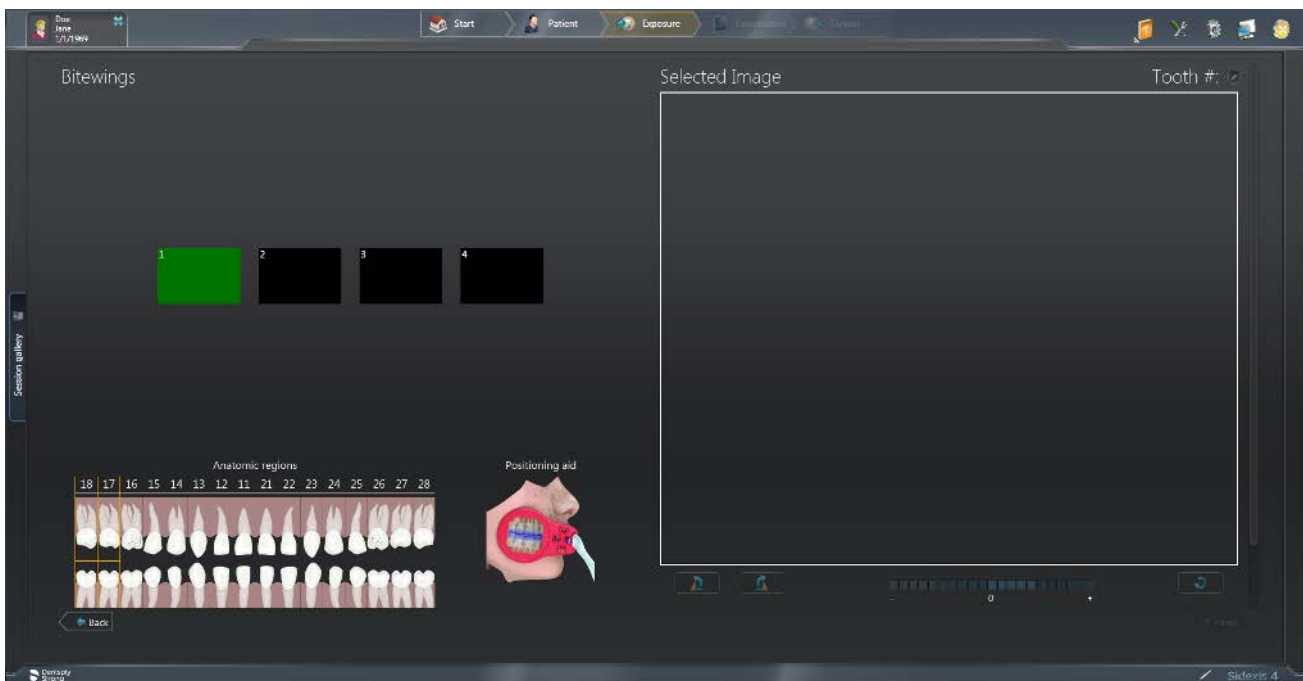 Doe
Jane
1/1/1969
Start
Patient
Exposure
Bitewings
Selected Image
Tooth #:
1
2
3
4
Session gallery
Anatomic regions
Positioning aid
18 17 16 15 14 13 12 11 21 22 23 24 25 26 27 28
- 0 +
Back
Dentsply
Sirona
Sidexis 4